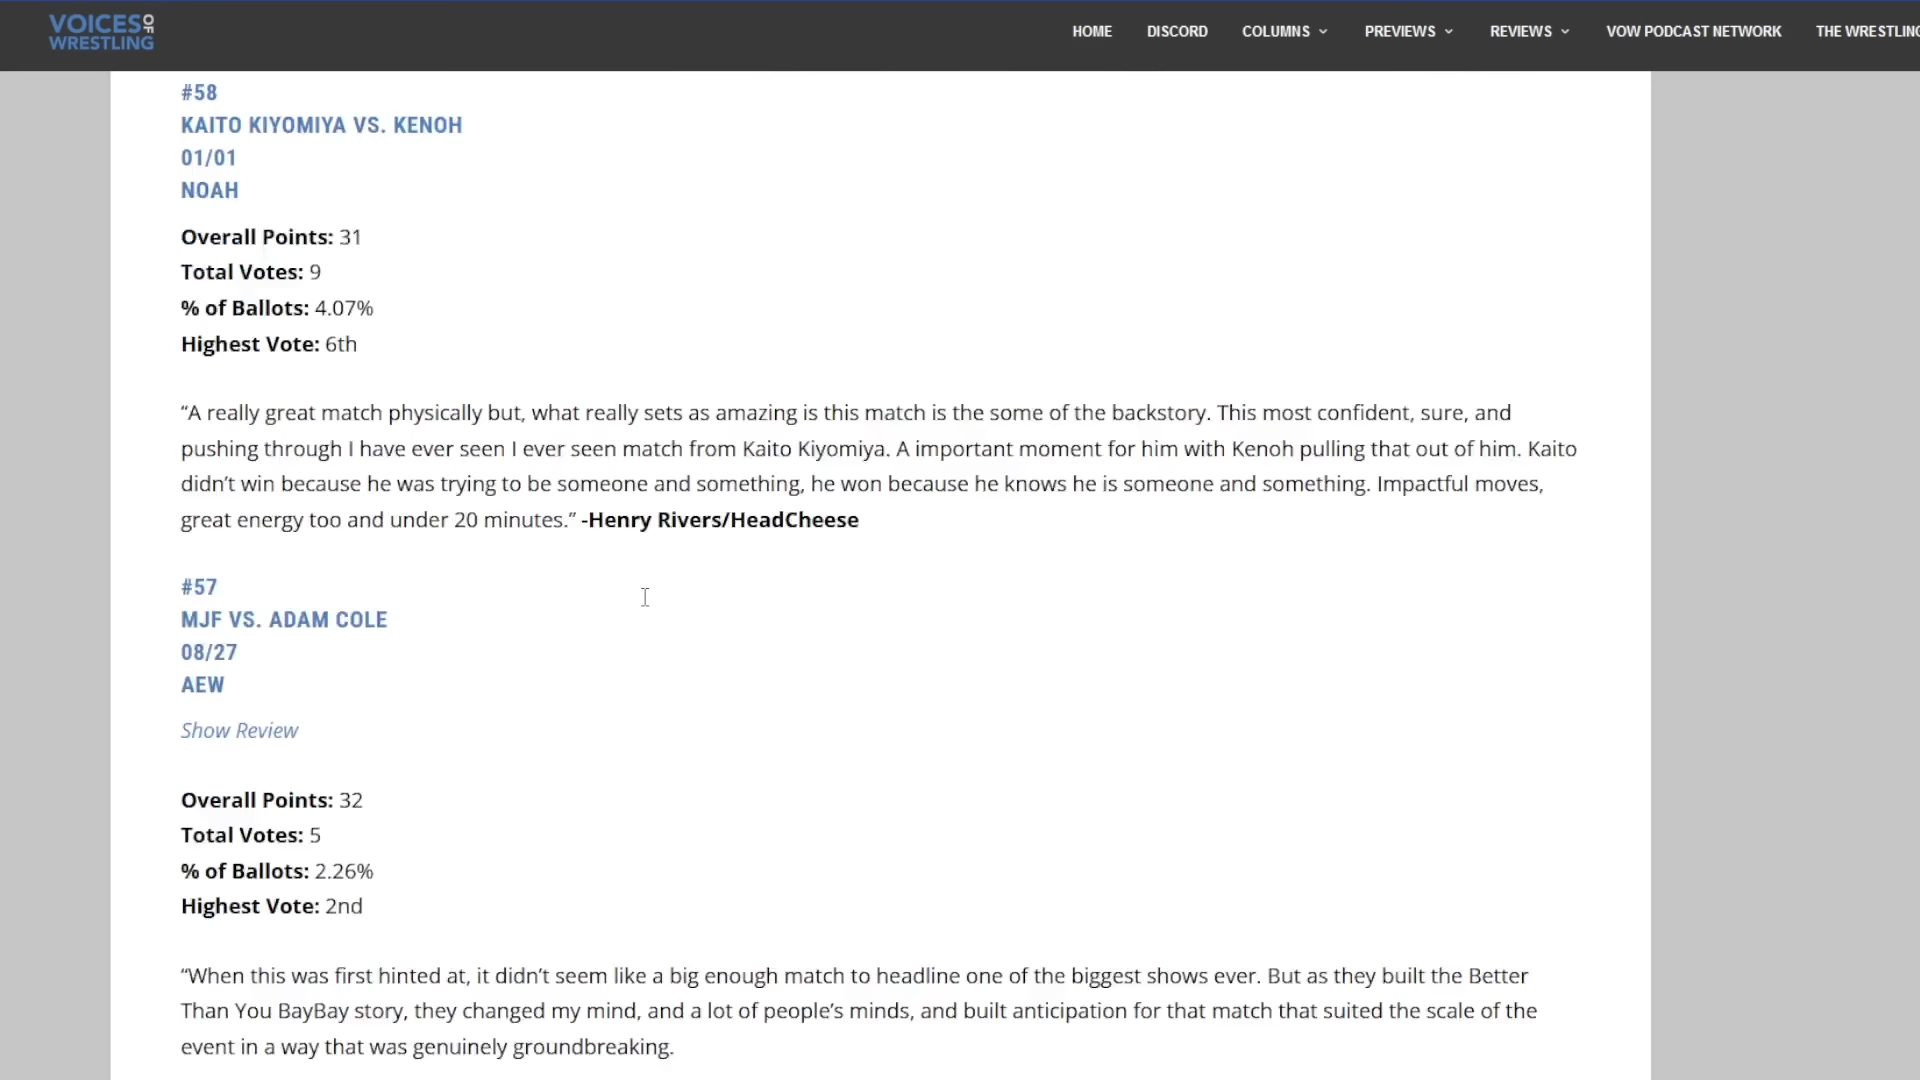 VOICES OF
WRESTLING
HOME DISCORD COLUMNS PREVIEWS REVIEWS VOW PODCAST NETWORK THE WRESTLING
#58
KAITO KIYOMIYA VS. KENOH
01/01
NOAH
Overall Points: 31
Total Votes: 9
% of Ballots: 4.07%
Highest Vote: 6th
“A really great match physically but, what really sets as amazing is this match is the some of the backstory. This most confident, sure, and
pushing through I have ever seen I ever seen match from Kaito Kiyomiya. A important moment for him with Kenoh pulling that out of him. Kaito
didn’t win because he was trying to be someone and something, he won because he knows he is someone and something. Impactful moves,
great energy too and under 20 minutes.” -Henry Rivers/HeadCheese
#57
MJF VS. ADAM COLE
08/27
AEW
Show Review
Overall Points: 32
Total Votes: 5
% of Ballots: 2.26%
Highest Vote: 2nd
“When this was first hinted at, it didn’t seem like a big enough match to headline one of the biggest shows ever. But as they built the Better
Than You BayBay story, they changed my mind, and a lot of people’s minds, and built anticipation for that match that suited the scale of the
event in a way that was genuinely groundbreaking.